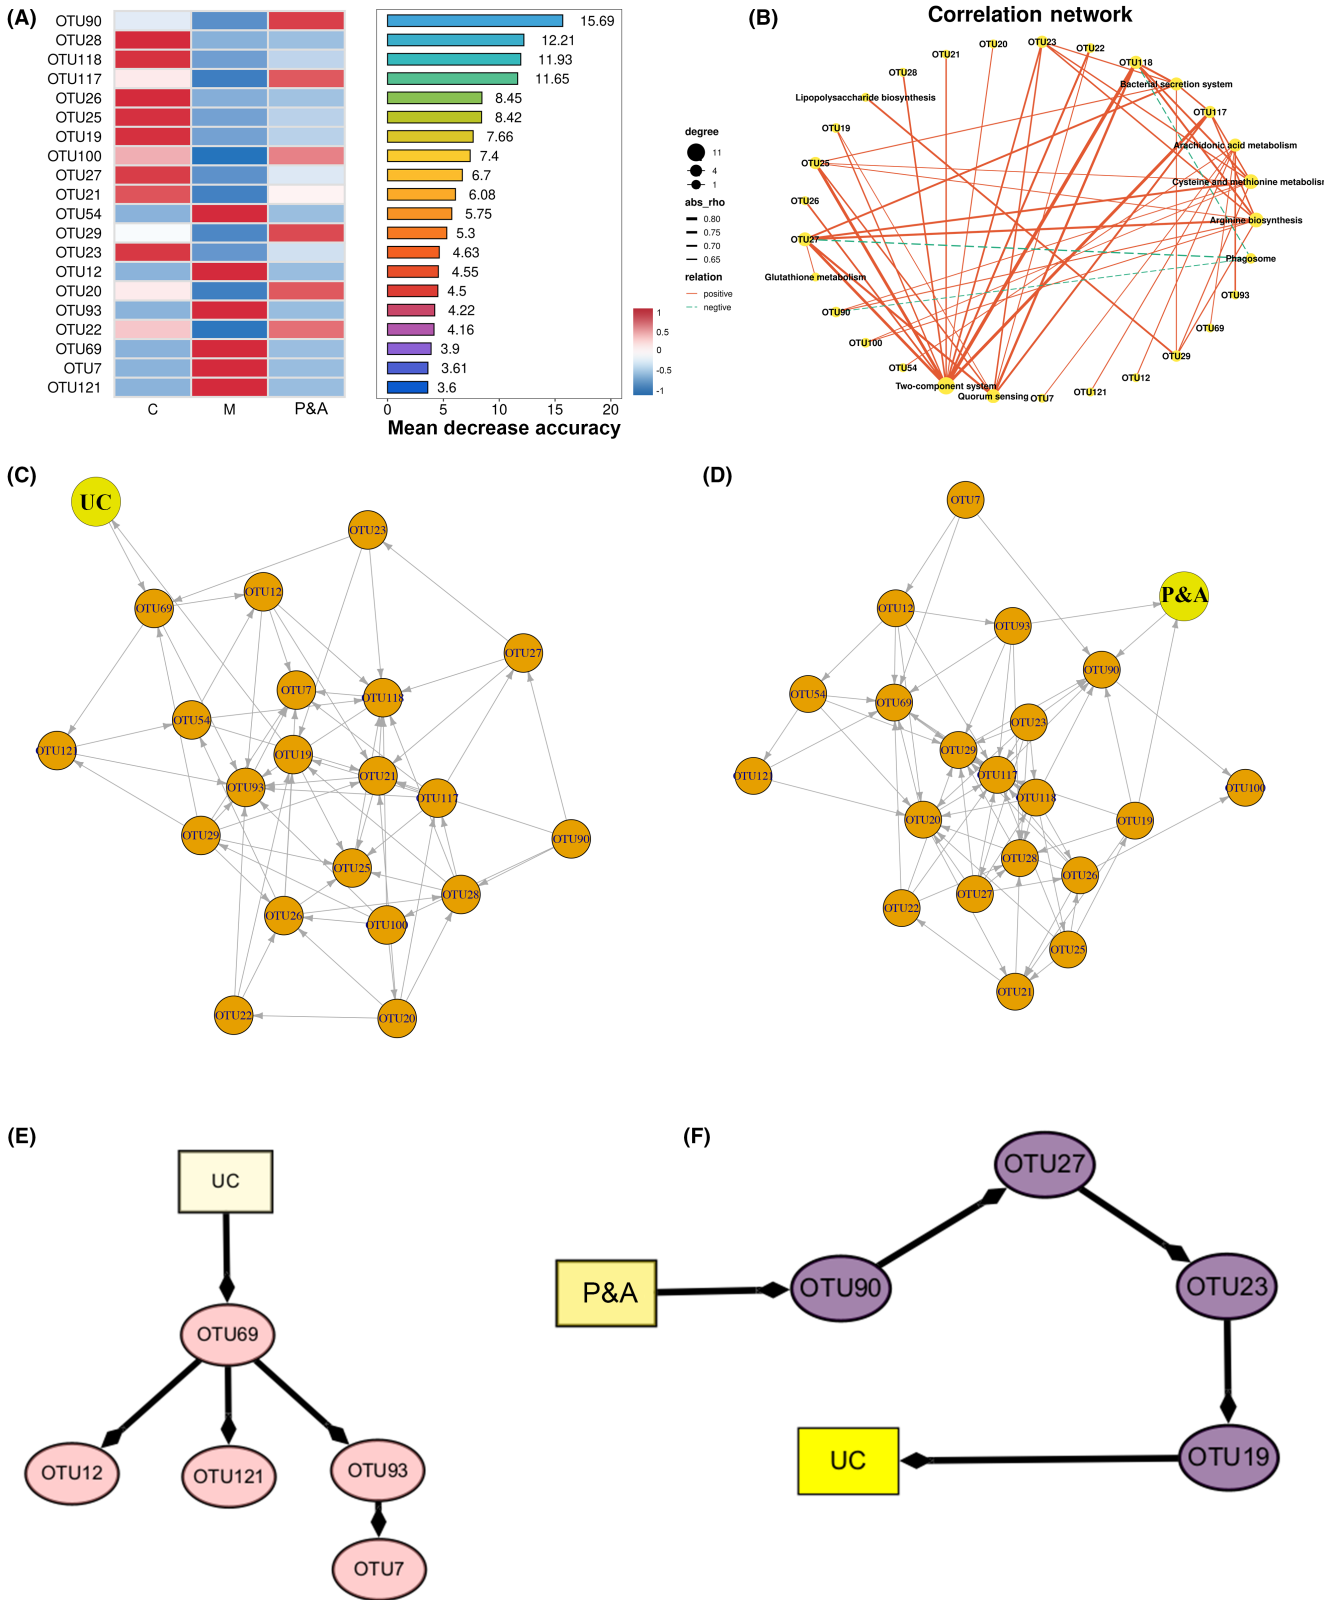 (A)
OTU90
OTU28
OTU118
OTU117
OTU26
OTU25
OTU19
OTU100
OTU27
OTU21
OTU54
OTU29
OTU23
OTU12
OTU20
OTU93
OTU22
OTU69
OTU7
OTU121
C M P&A
15.69
12.21
11.93
11.65
8.45
8.42
7.66
7.4
6.7
6.08
5.75
5.3
4.63
4.55
4.5
4.22
4.16
3.9
3.61
3.6
0 5 10 15 20
Mean decrease accuracy
1
0.5
0
-0.5
-1
(B)
Correlation network
degree
11
4
1
abs_rho
0.80
0.75
0.70
0.65
relation
positive
negtive
OTU20
OTU23
OTU22
OTU21
OTU118
OTU28
Bacterial secretion system
Lipopolysaccharide biosynthesis
OTU117
OTU19
Arachidonic acid metabolism
OTU25
Cysteine and methionine metabolism
OTU26
Arginine biosynthesis
OTU27
Phagosome
Glutathione metabolism
OTU93
OTU90
OTU69
OTU100
OTU29
OTU54
OTU12
Two-component system
OTU121
Quorum sensing
OTU7
(C)
UC
OTU23
OTU12
OTU69
OTU27
OTU7
OTU118
OTU54
OTU121
OTU19
OTU21
OTU93
OTU117
OTU29
OTU90
OTU25
OTU28
OTU26
OTU100
OTU22
OTU20
(D)
OTU7
P&A
OTU12
OTU93
OTU90
OTU54
OTU69
OTU23
OTU29
OTU117
OTU121
OTU100
OTU118
OTU20
OTU19
OTU28
OTU26
OTU27
OTU22
OTU25
OTU21
(E)
UC
OTU69
OTU12
OTU121
OTU93
OTU7
(F)
OTU27
P&A
OTU90
OTU23
UC
OTU19